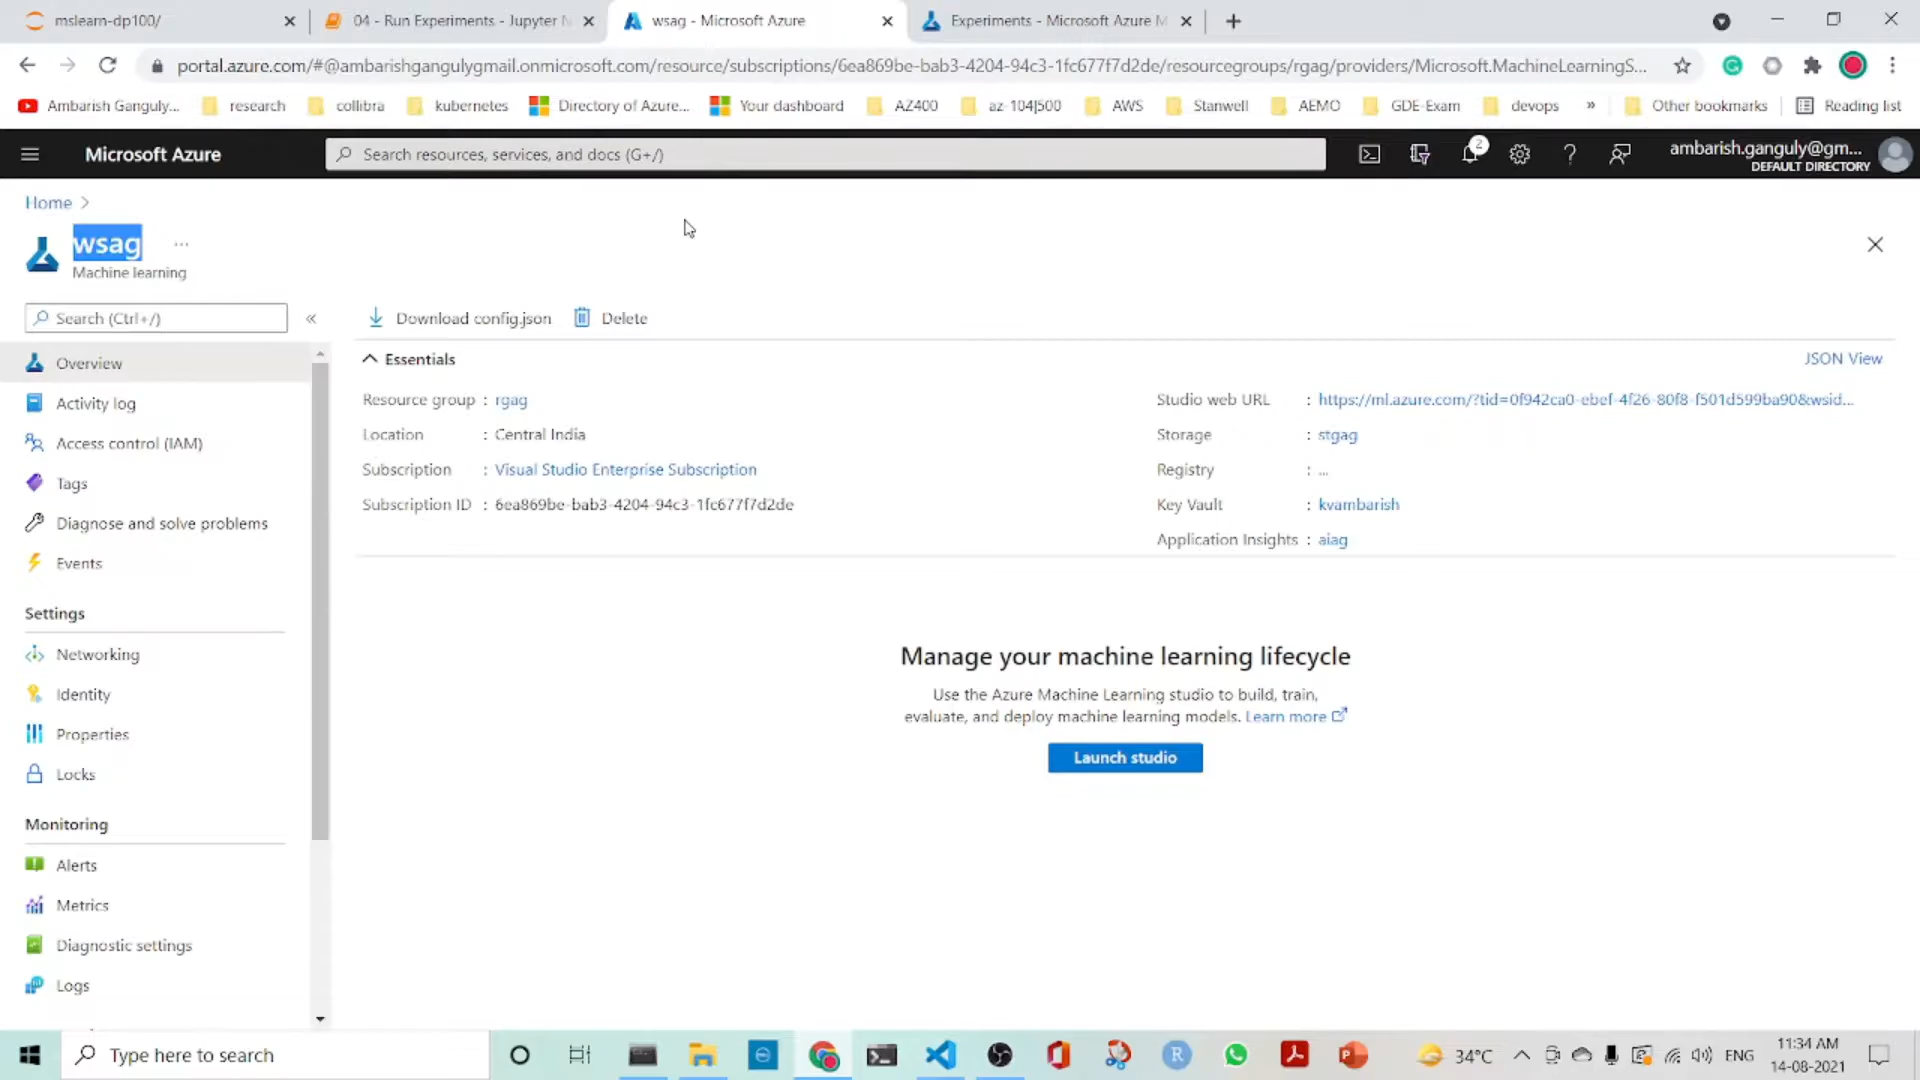 mslearn-dp100/
04 - Run Experiments - Jupyter N
wsag - Microsoft Azure
Experiments - Microsoft Azure M
portal.azure.com/#@ambarishgangulygmail.onmicrosoft.com/resource/subscriptions/6ea869be-bab3-4204-94c3-1fc677f7d2de/resourcegroups/rgag/providers/Microsoft.MachineLearningS...
Ambarish Ganguly... research collibra kubernetes Directory of Azure... Your dashboard AZ400 az-104|500 AWS Stanwell AEMO GDE-Exam devops » Other bookmarks Reading list
Microsoft Azure
Search resources, services, and docs (G+/)
2
ambarish.ganguly@gm...
DEFAULT DIRECTORY
Home >
wsag ...
Machine learning
Search (Ctrl+/)
«
Overview
Activity log
Access control (IAM)
Tags
Diagnose and solve problems
Events
Settings
Networking
Identity
Properties
Locks
Monitoring
Alerts
Metrics
Diagnostic settings
Logs
Download config.json Delete
Essentials
JSON View
Resource group : rgag
Location : Central India
Subscription : Visual Studio Enterprise Subscription
Subscription ID : 6ea869be-bab3-4204-94c3-1fc677f7d2de
Studio web URL : https://ml.azure.com/?tid=0f942ca0-ebef-4f26-80f8-f501d599ba90&wsid...
Storage : stgag
Registry : ...
Key Vault : kvambarish
Application Insights : aiag
Manage your machine learning lifecycle
Use the Azure Machine Learning studio to build, train,
evaluate, and deploy machine learning models. Learn more
Launch studio
Type here to search
34°C
ENG
11:34 AM
14-08-2021